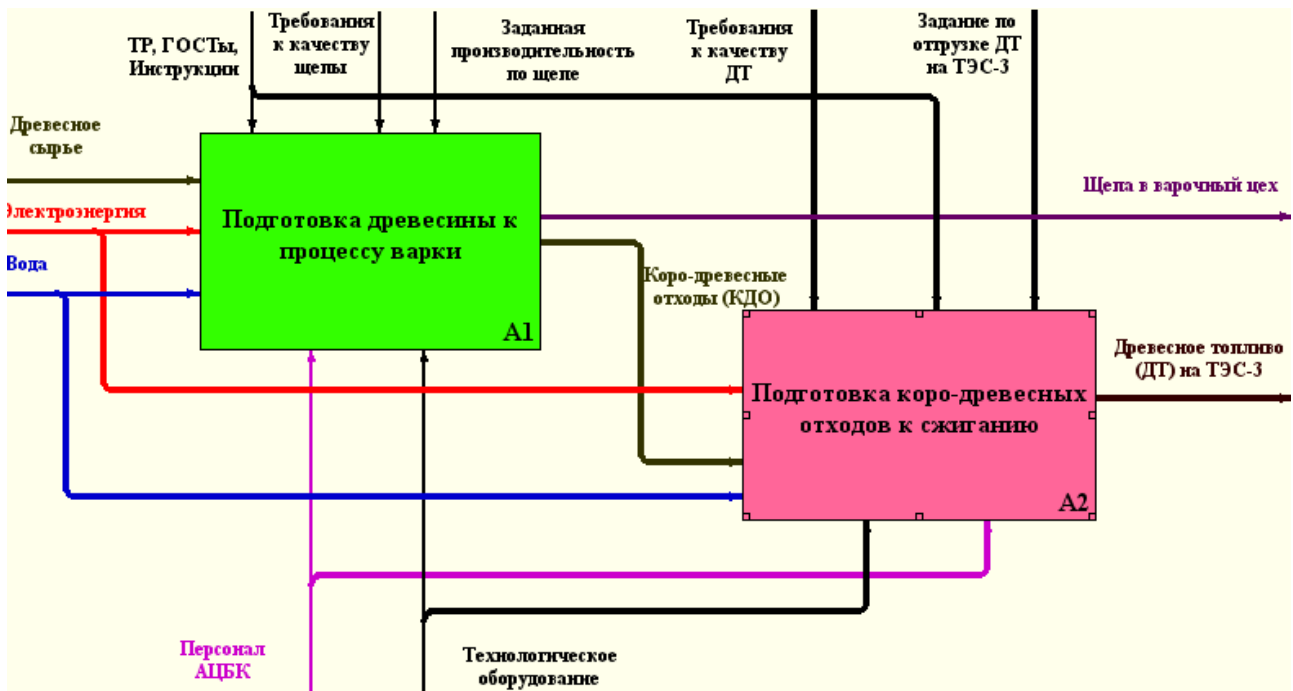 ТР, ГОСТы,
Инструкции
Требования
к качеству
щепы
Заданная
производительность
по щепе
Требования
к качеству
ДТ
Задание по
отгрузке ДТ
на ТЭС-3
Древесное
сырье
Электроэнергия
Вода
Подготовка древесины к
процессу варки
А1
Щепа в варочный цех
Коро-древесные
отходы (КДО)
Подготовка коро-древесных
отходов к сжиганию
А2
Древесное топливо
(ДТ) на ТЭС-3
Персонал
АЦБК
Технологическое
оборудование